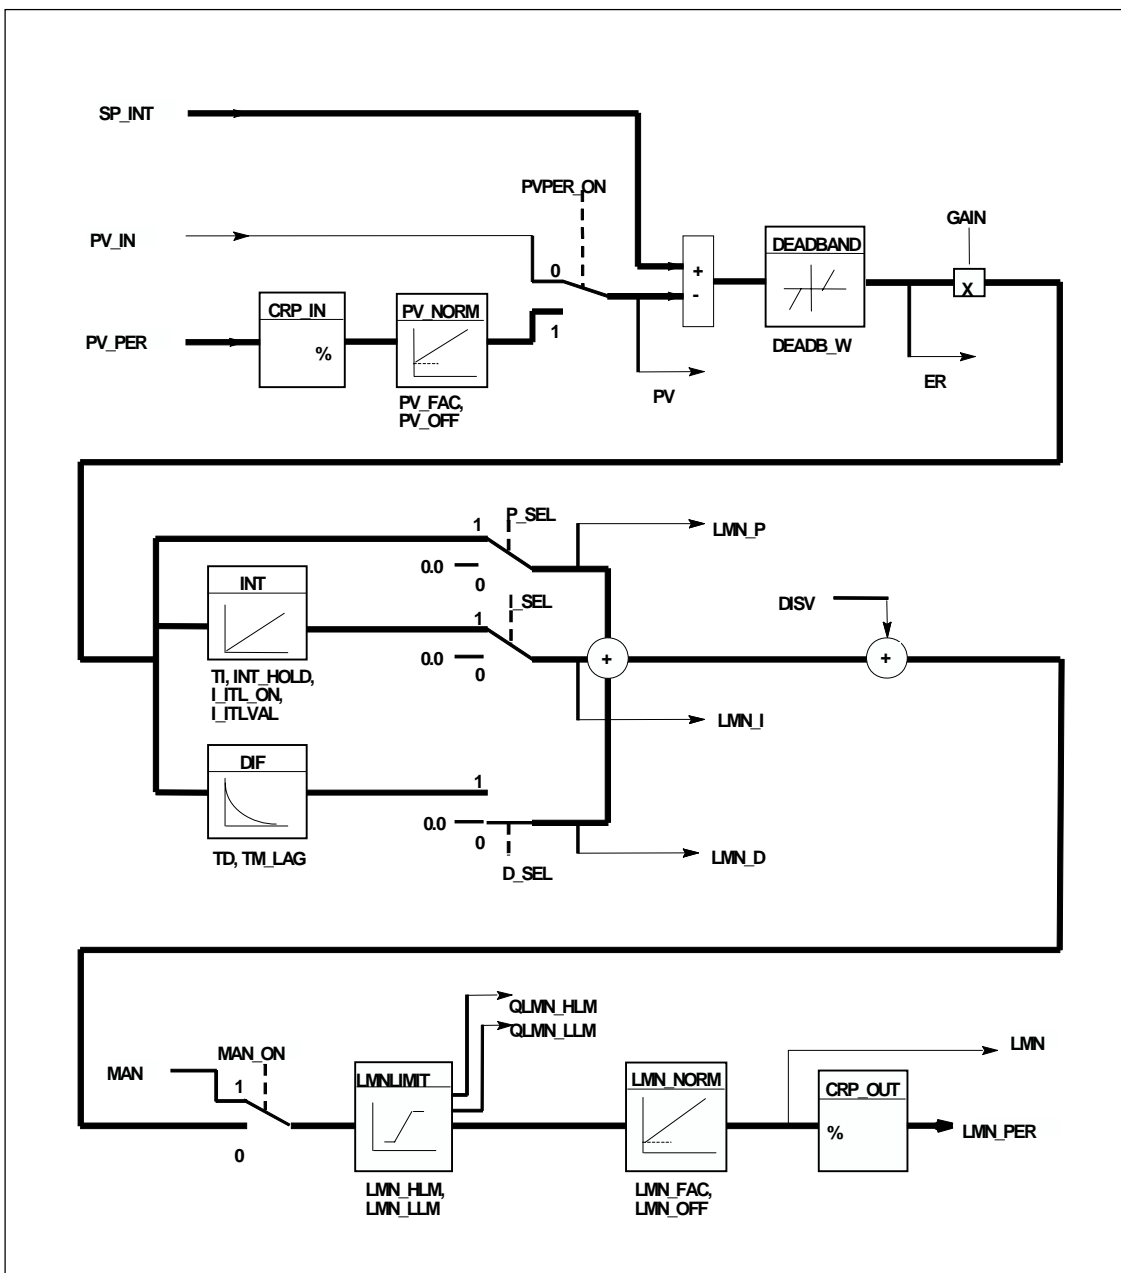 SP_INT
PVPER_ON
GAIN
PV_IN
DEADBAND
0
+
X
-
CRP_IN
PV_NORM
PV_PER
%
1
DEADB_W
ER
PV
PV_FAC,
PV_OFF
P_SEL
1
LMN_P
0.0
0
INT
I_SEL
DISV
1
0.0
+
+
0
TI, INT_HOLD,
I_ITL_ON,
I_ITLVAL
LMN_I
DIF
1
0.0
0
TD, TM_LAG
LMN_D
D_SEL
QLMN_HLM
QLMN_LLM
MAN_ON
LMN
MAN
1
LMNLIMIT
LMN_NORM
CRP_OUT
%
LMN_PER
0
LMN_HLM,
LMN_LLM
LMN_FAC,
LMN_OFF